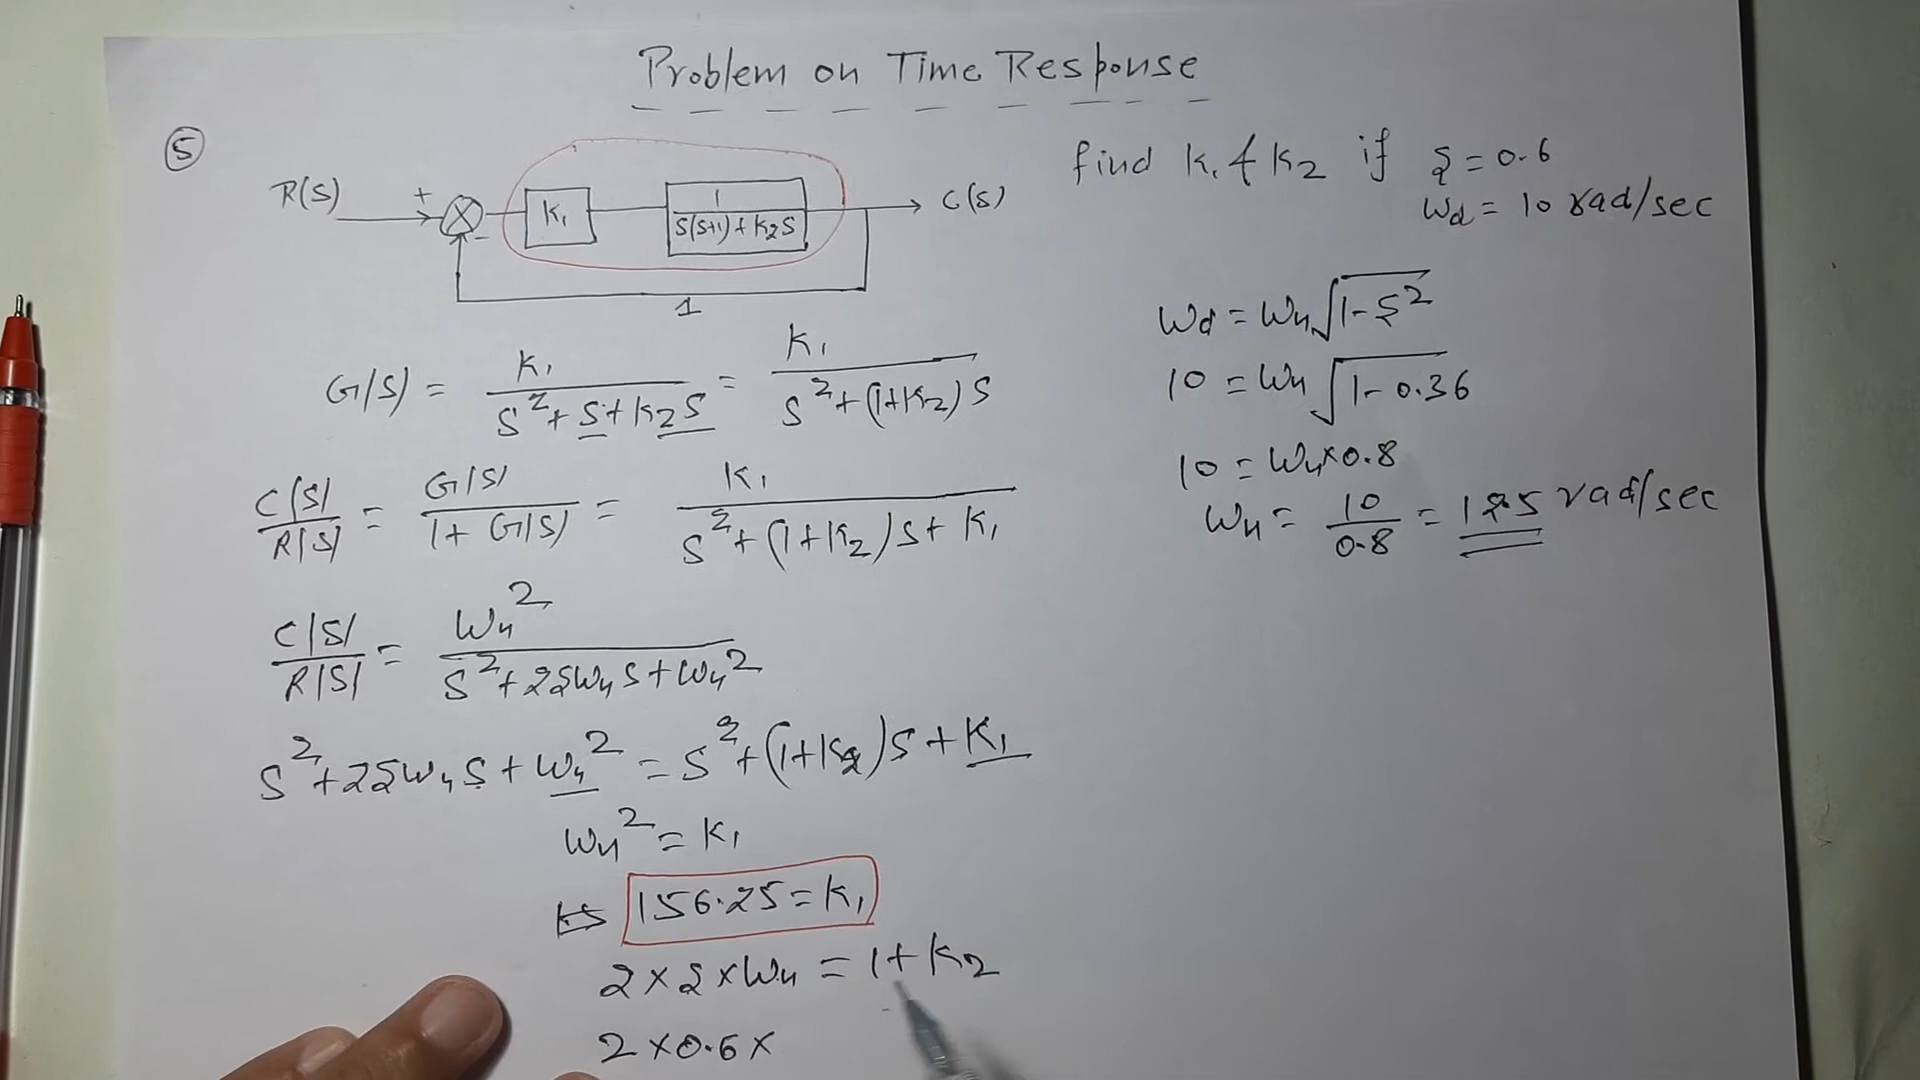 Problem on Time Response
5
R(S) + - K₁ 1/(S(S+1)+K₂S) C(S)
1
find K₁ & K₂ if ξ = 0.6
ωd = 10 rad/sec
G(S) = K₁/(S²+S+K₂S) = K₁/(S²+(1+K₂)S)
C(S)/R(S) = G(S)/(1+G(S)) = K₁/(S²+(1+K₂)S+K₁)
C(S)/R(S) = ωn²/(S²+2ξωnS+ωn²)
S²+2ξωnS+ωn² = S²+(1+K₂)S+K₁
ωn² = K₁
156.25 = K₁
2×ξ×ωn = 1+K₂
2×0.6×
ωd = ωn√(1-ξ²)
10 = ωn√(1-0.36)
10 = ωn×0.8
ωn = 10/0.8 = 12.5 rad/sec